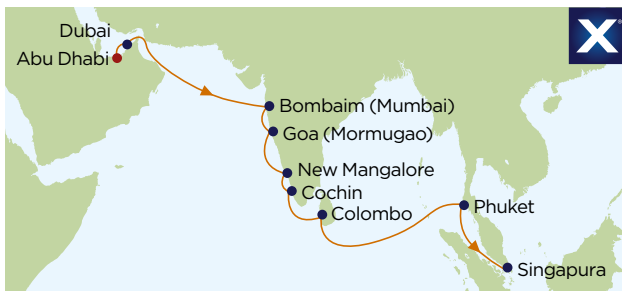 Dubai
X
Abu Dhabi
Bombaim (Mumbai)
Goa (Mormugao)
New Mangalore
Cochin
Colombo
Phuket
Singapura